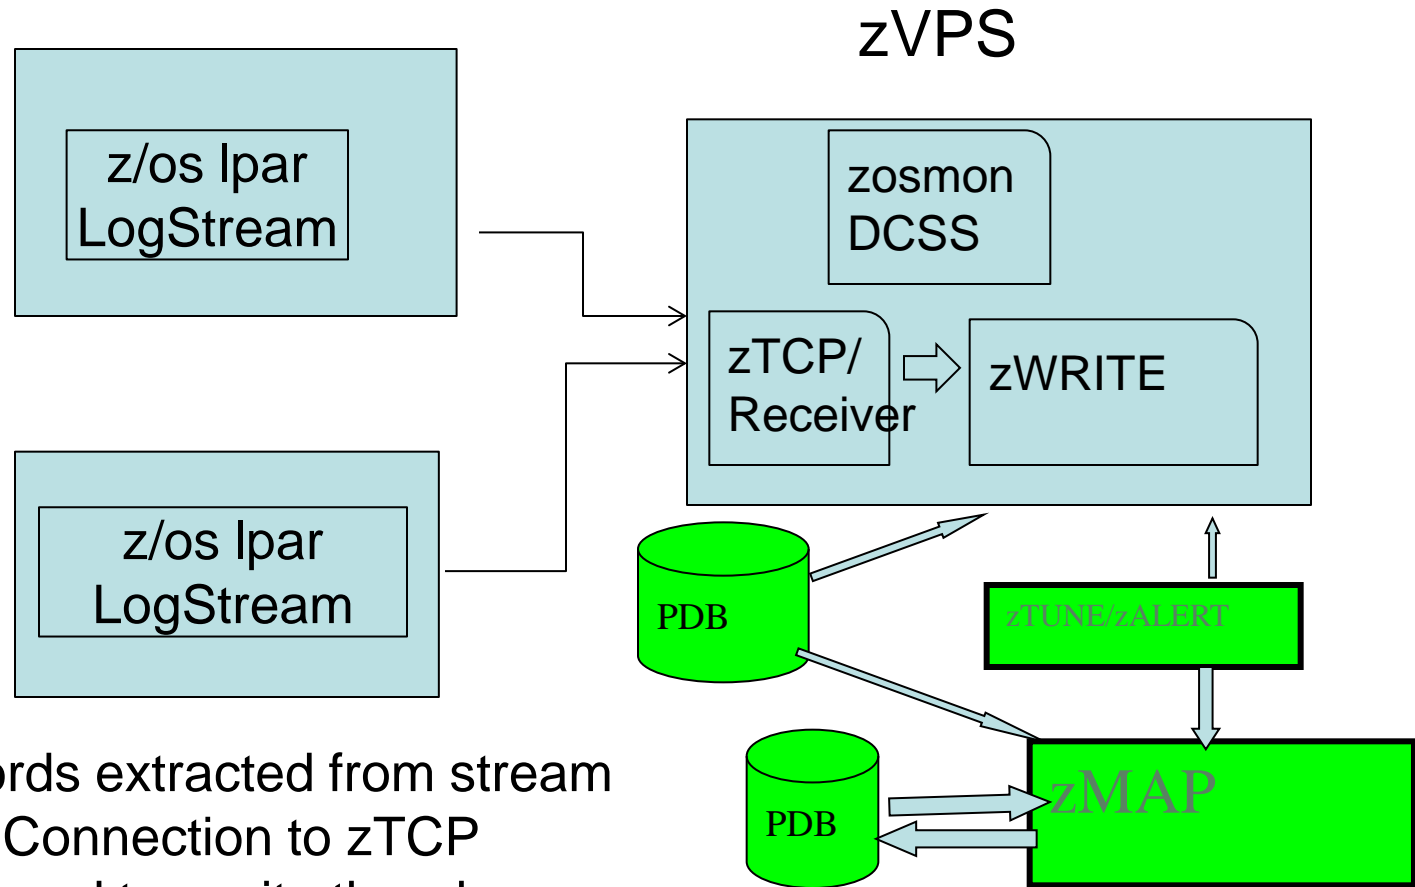 zVPS
z/os lpar
LogStream
zosmon
DCSS
zTCP/
Receiver
zWRITE
z/os lpar
LogStream
PDB
zTUNE/zALERT
zMAP
PDB
extracted from stream
Connection to zTCP